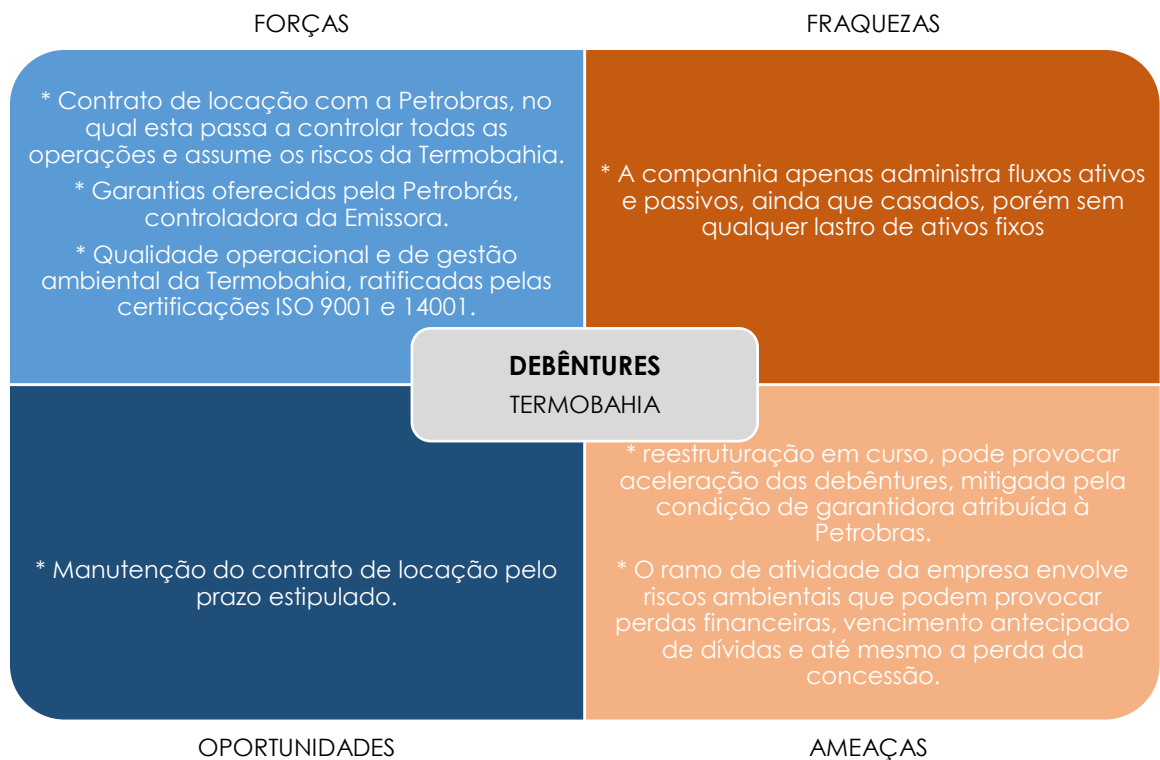 FORÇAS
FRAQUEZAS
* Contrato de locação com a Petrobras, no
qual esta passa a controlar todas as
operações e assume os riscos da Termobahia.
* Garantias oferecidas pela Petrobrás,
controladora da Emissora.
* Qualidade operacional e de gestão
ambiental da Termobahia, ratificadas pelas
certificações ISO 9001 e 14001.
* A companhia apenas administra fluxos ativos
e passivos, ainda que casados, porém sem
qualquer lastro de ativos fixos
DEBÊNTURES
TERMOBAHIA
* Manutenção do contrato de locação pelo
prazo estipulado.
* reestruturação em curso, pode provocar
aceleração das debêntures, mitigada pela
condição de garantidora atribuída à
Petrobras.
* O ramo de atividade da empresa envolve
riscos ambientais que podem provocar
perdas financeiras, vencimento antecipado
de dívidas e até mesmo a perda da
concessão.
OPORTUNIDADES
AMEAÇAS